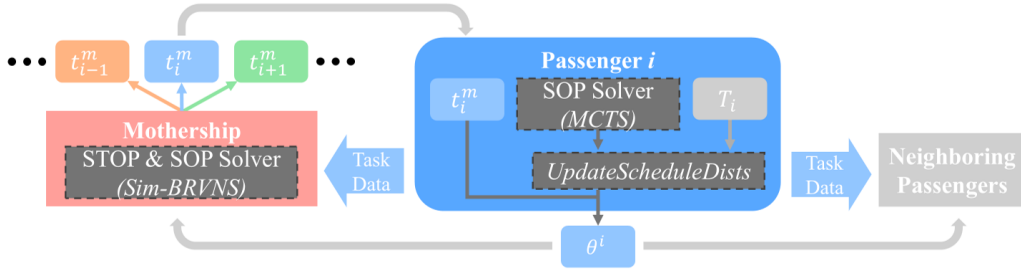 ••• t_{i-1}^m t_i^m t_{i+1}^m •••
Mothership
STOP & SOP Solver
(Sim-BRVNS)
Task
Data
Passenger i
t_i^m
SOP Solver
(MCTS)
T_i
UpdateScheduleDists
Task
Data
Neighboring
Passengers
θ^i